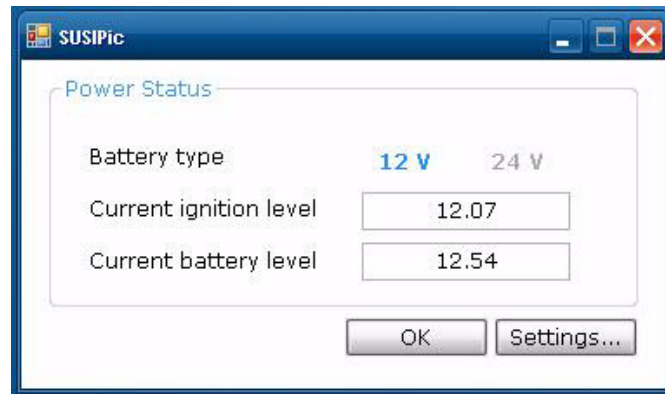 SUSIPic
Power Status
Battery type 12 V 24 V
Current ignition level 12.07
Current battery level 12.54
OK Settings...